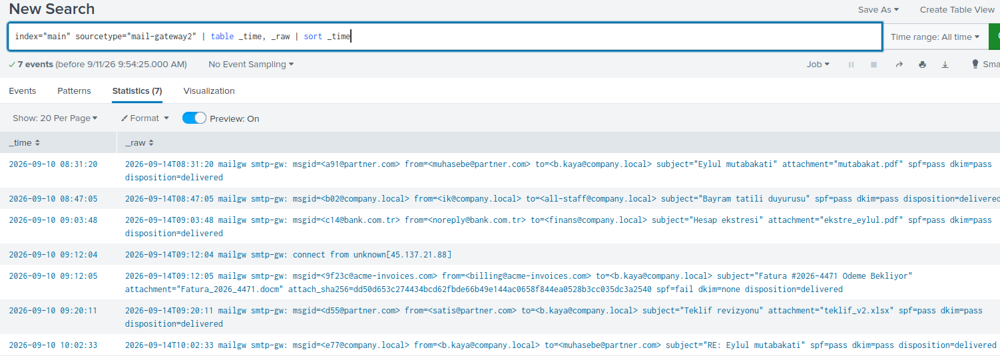 New Search
Save As ▾ Create Table View
index="main" sourcetype="mail-gateway2" | table _time, _raw | sort _time
Time range: All time ▾
✓ 7 events (before 9/11/26 9:54:25.000 AM) No Event Sampling ▾
Job ▾ Sma
Events Patterns Statistics (7) Visualization
Show: 20 Per Page ▾ Format ▾ Preview: On
_time _raw
2026-09-10 08:31:20 2026-09-14T08:31:20 mailgw smtp-gw: msgid=<a91@partner.com> from=<muhasebe@partner.com> to=<b.kaya@company.local> subject="Eylul mutabakati" attachment="mutabakat.pdf" spf=pass dkim=pass
disposition=delivered
2026-09-10 08:47:05 2026-09-14T08:47:05 mailgw smtp-gw: msgid=<b02@company.local> from=<ik@company.local> to=<all-staff@company.local> subject="Bayram tatili duyurusu" spf=pass dkim=pass disposition=delivered
2026-09-10 09:03:48 2026-09-14T09:03:48 mailgw smtp-gw: msgid=<c14@bank.com.tr> from=<noreply@bank.com.tr> to=<finans@company.local> subject="Hesap ekstresi" attachment="ekstre_eylul.pdf" spf=pass dkim=pass
disposition=delivered
2026-09-10 09:12:04 2026-09-14T09:12:04 mailgw smtp-gw: connect from unknown[45.137.21.88]
2026-09-10 09:12:05 2026-09-14T09:12:05 mailgw smtp-gw: msgid=<9f23c@acme-invoices.com> from=<billing@acme-invoices.com> to=<b.kaya@company.local> subject="Fatura #2026-4471 Odeme Bekliyor"
attachment="Fatura_2026_4471.docm" attach_sha256=dd50d653c274434bcd62fbde66b49e144ac0658f844ea0528b3cc035dc3a2540 spf=fail dkim=none disposition=delivered
2026-09-10 09:20:11 2026-09-14T09:20:11 mailgw smtp-gw: msgid=<d55@partner.com> from=<satis@partner.com> to=<b.kaya@company.local> subject="Teklif revizyonu" attachment="teklif_v2.xlsx" spf=pass dkim=pass
disposition=delivered
2026-09-10 10:02:33 2026-09-14T10:02:33 mailgw smtp-gw: msgid=<e77@company.local> from=<b.kaya@company.local> to=<muhasebe@partner.com> subject="RE: Eylul mutabakati" spf=pass dkim=pass disposition=delivered